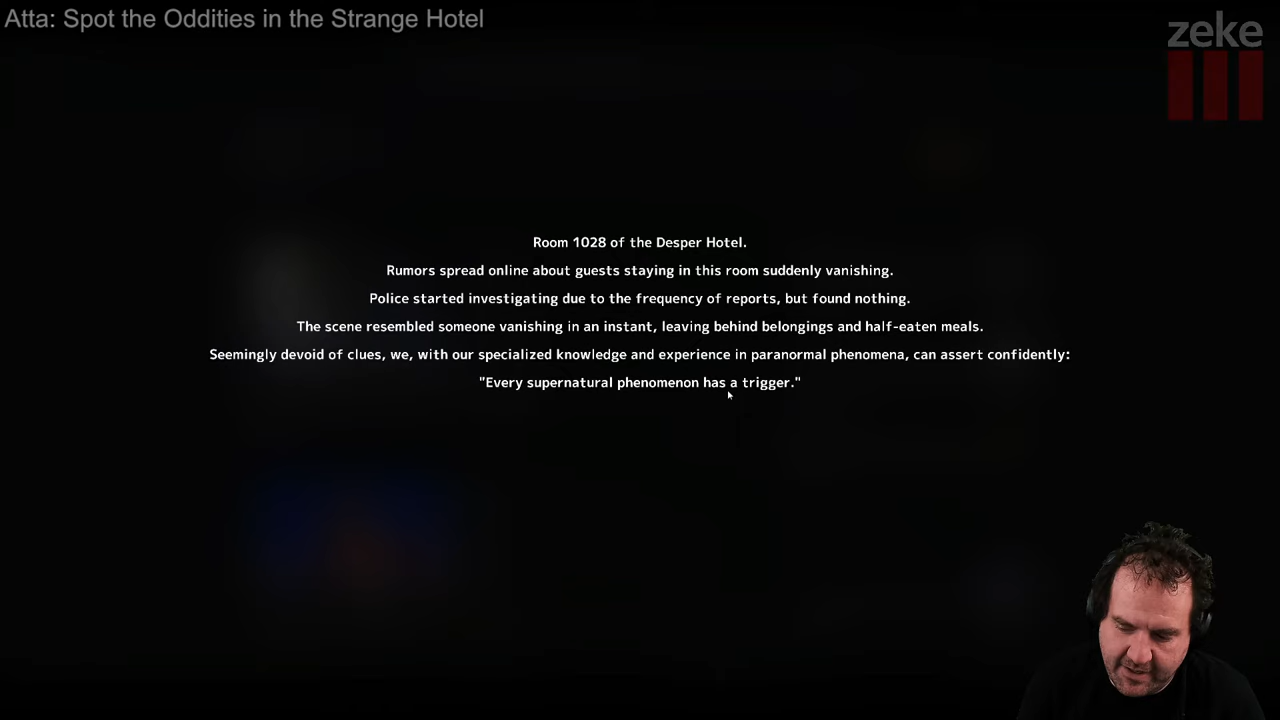 Atta: Spot the Oddities in the Strange Hotel
zeke
Room 1028 of the Desper Hotel.
Rumors spread online about guests staying in this room suddenly vanishing.
Police started investigating due to the frequency of reports, but found nothing.
The scene resembled someone vanishing in an instant, leaving behind belongings and half-eaten meals.
Seemingly devoid of clues, we, with our specialized knowledge and experience in paranormal phenomena, can assert confidently:
"Every supernatural phenomenon has a trigger."